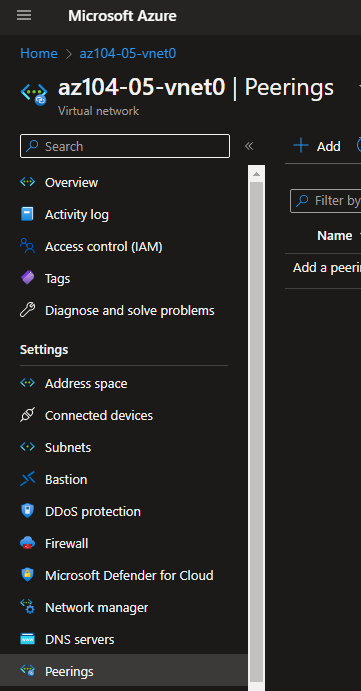 Microsoft Azure
Home > az104-05-vnet0
az104-05-vnet0 | Peerings
Virtual network
Search
Add
Filter by
Overview
Activity log
Name
Access control (IAM)
Add a
Tags
Diagnose and solve problems
Settings
Address space
Connected devices
Subnets
Bastion
DDoS protection
Firewall
Microsoft Defender for Cloud
Network manager
DNS servers
Peerings